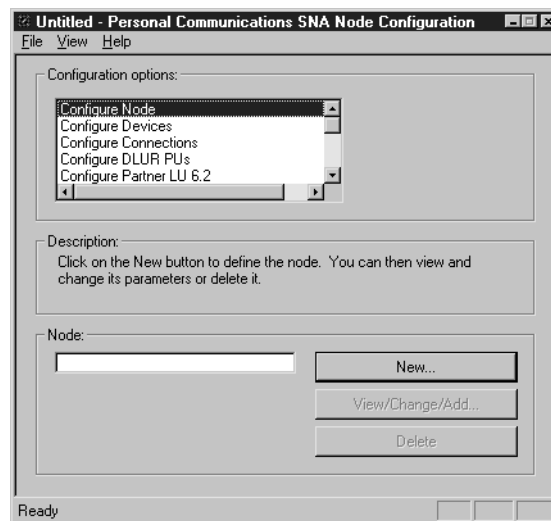 Untitled - Personal Communications SNA Node Configuration
File View Help
Configuration options:
Configure Node
Configure Devices
Configure Connections
Configure DLUR PUs
Configure Partner LU 6.2
Description:
Click on the New button to define the node. You can then view and
change its parameters or delete it.
Node:
New...
View/Change/Add...
Delete
Ready